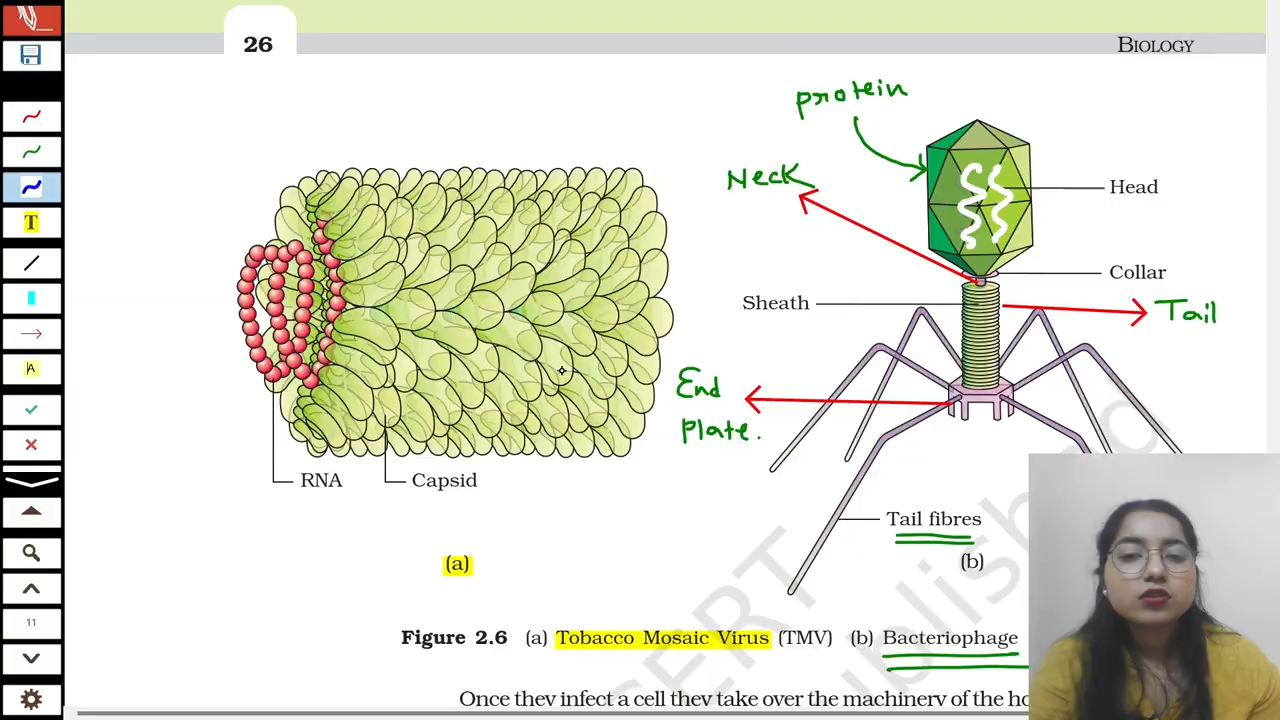 26
BIOLOGY
protein
Neck
Head
Collar
Sheath
Tail
End
plate.
RNA
Capsid
Tail fibres
(a)
(b)
Figure 2.6 (a) Tobacco Mosaic Virus (TMV) (b) Bacteriophage
Once they infect a cell they take over the machinery of the
T
A
11